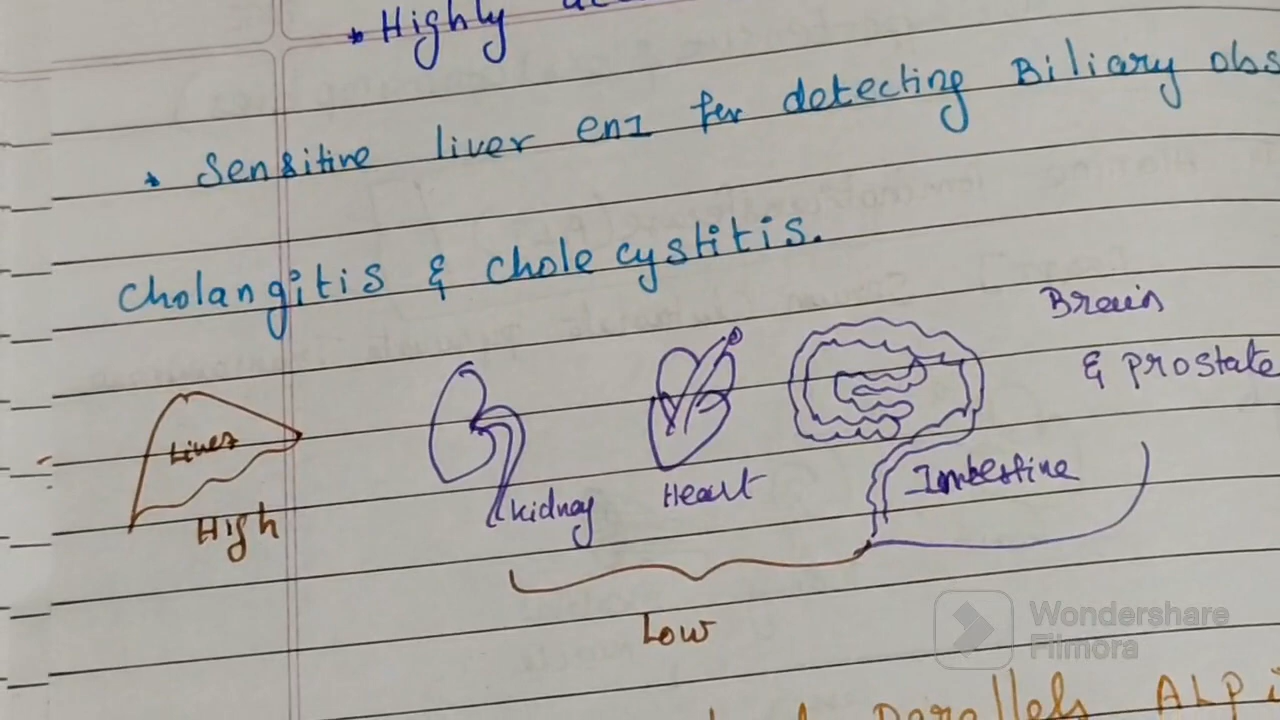 * Highly
* Sensitive liver enz for detecting Biliary obs
Cholangitis & cholecystitis.
Brain
& prostate
Liver
High
kidney
Heart
Intestine
Low
Parallels ALP
Wondershare
Filmora